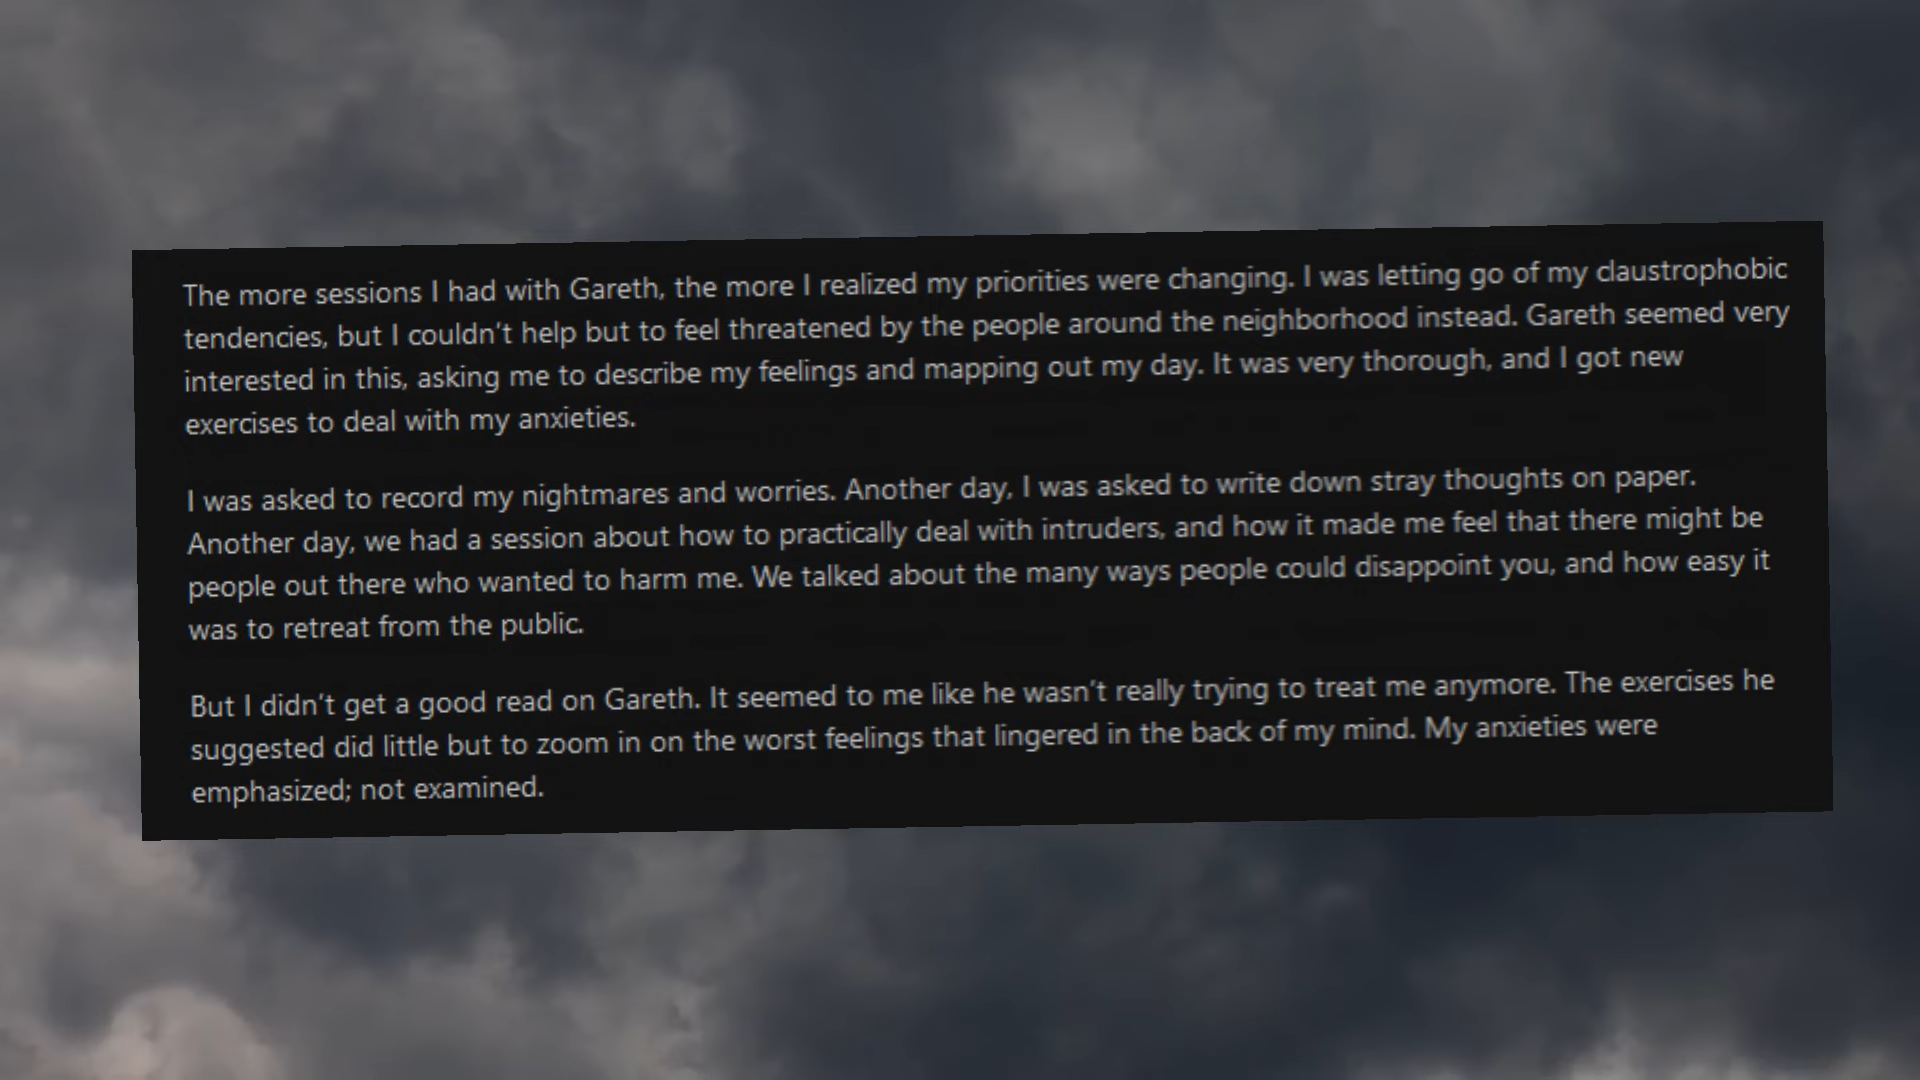 The more sessions I had with Gareth, the more I realized my priorities were changing. I was letting go of my claustrophobic
tendencies, but I couldn't help but to feel threatened by the people around the neighborhood instead. Gareth seemed very
interested in this, asking me to describe my feelings and mapping out my day. It was very thorough, and I got new
exercises to deal with my anxieties.
I was asked to record my nightmares and worries. Another day, I was asked to write down stray thoughts on paper.
Another day, we had a session about how to practically deal with intruders, and how it made me feel that there might be
people out there who wanted to harm me. We talked about the many ways people could disappoint you, and how easy it
was to retreat from the public.
But I didn't get a good read on Gareth. It seemed to me like he wasn't really trying to treat me anymore. The exercises he
suggested did little but to zoom in on the worst feelings that lingered in the back of my mind. My anxieties were
emphasized; not examined.